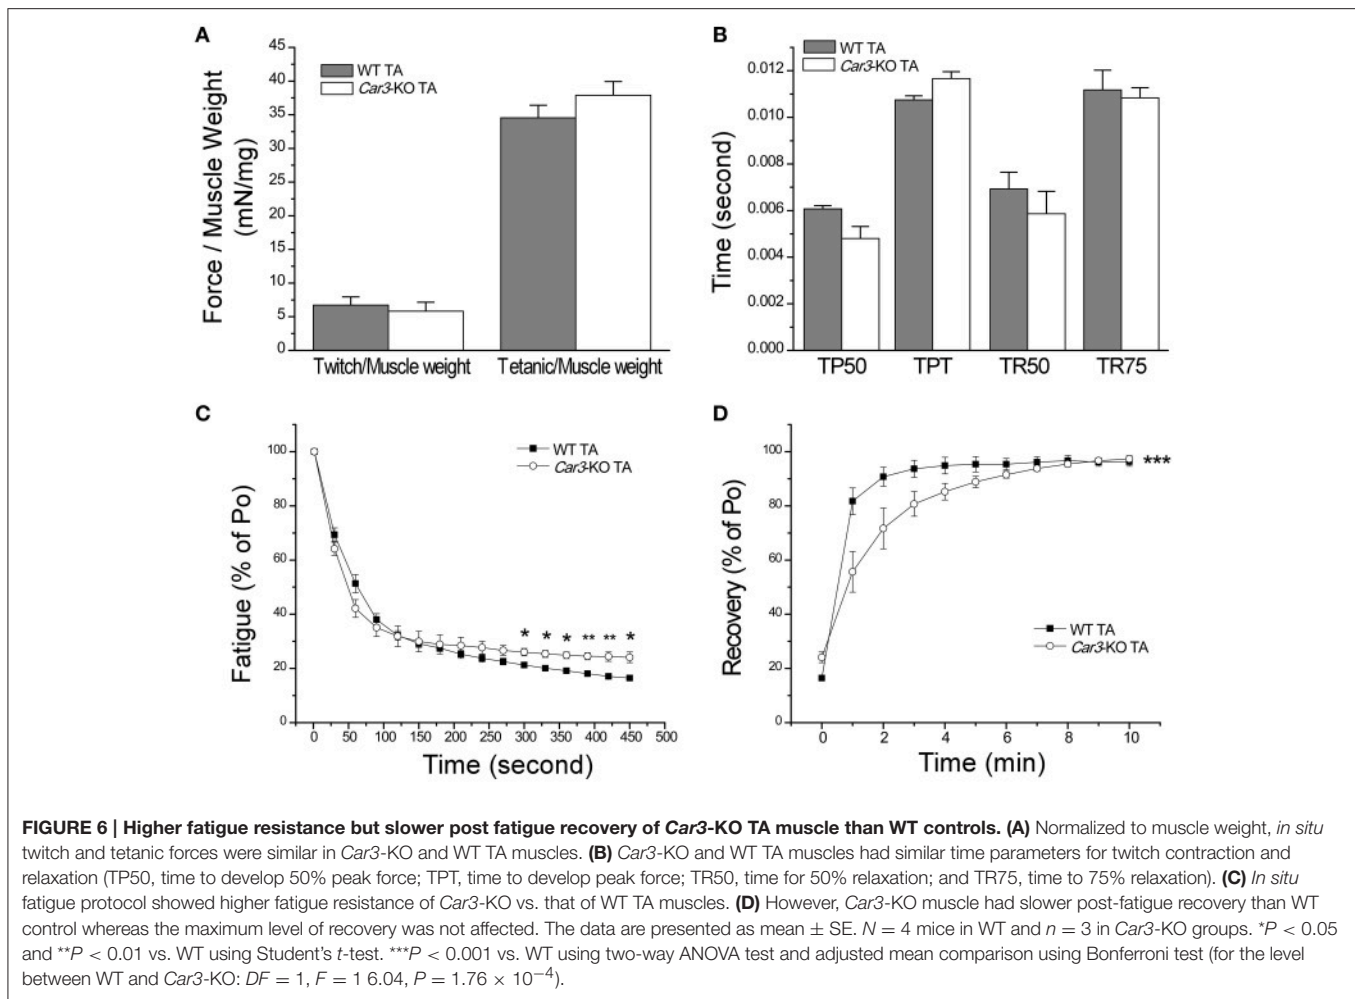 A
45
40
35
30
25
20
15
10
5
0
Force / Muscle Weight
(mN/mg)
WT TA
Car3-KO TA
Twitch/Muscle weight
Tetanic/Muscle weight
B
0.012
0.010
0.008
0.006
0.004
0.002
0.000
Time (second)
WT TA
Car3-KO TA
TP50
TPT
TR50
TR75
C
100
80
60
40
20
0
Fatigue (% of Po)
WT TA
Car3-KO TA
* * * ** ** *
0 50 100 150 200 250 300 350 400 450 500
Time (second)
D
100
80
60
40
20
0
Recovery (% of Po)
***
WT TA
Car3-KO TA
0 2 4 6 8 10
Time (min)
FIGURE 6 | Higher fatigue resistance but slower post fatigue recovery of Car3-KO TA muscle than WT controls. (A) Normalized to muscle weight, in situ
twitch and tetanic forces were similar in Car3-KO and WT TA muscles. (B) Car3-KO and WT TA muscles had similar time parameters for twitch contraction and
relaxation (TP50, time to develop 50% peak force; TPT, time to develop peak force; TR50, time for 50% relaxation; and TR75, time to 75% relaxation). (C) In situ
fatigue protocol showed higher fatigue resistance of Car3-KO vs. that of WT TA muscles. (D) However, Car3-KO muscle had slower post-fatigue recovery than WT
control whereas the maximum level of recovery was not affected. The data are presented as mean ± SE. N = 4 mice in WT and n = 3 in Car3-KO groups. *P < 0.05
and **P < 0.01 vs. WT using Student's t-test. ***P < 0.001 vs. WT using two-way ANOVA test and adjusted mean comparison using Bonferroni test (for the level
between WT and Car3-KO: DF = 1, F = 1 6.04, P = 1.76 × 10⁻⁴).